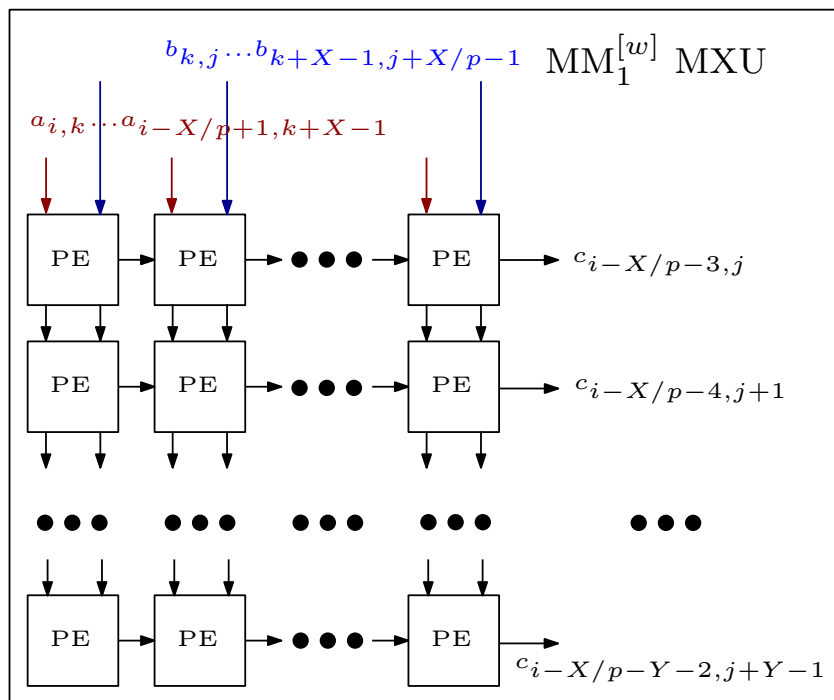 b_{k,j}...b_{k+X-1,j+X/p-1} MM_1^{[w]} MXU
a_{i,k}...a_{i-X/p+1,k+X-1}
PE PE PE c_{i-X/p-3,j}
PE PE PE c_{i-X/p-4,j+1}
PE PE PE
c_{i-X/p-Y-2,j+Y-1}